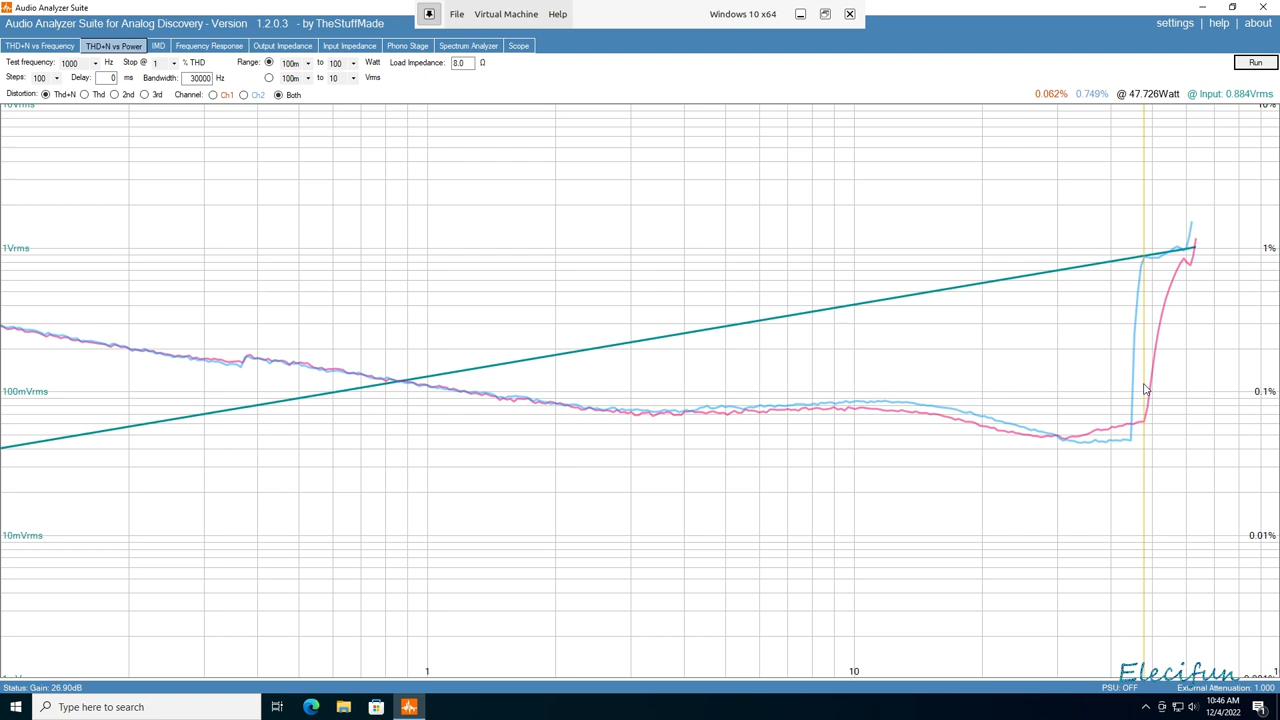 Audio Analyzer Suite
File Virtual Machine Help Windows 10 x64
Audio Analyzer Suite for Analog Discovery - Version 1.2.0.3 - by TheStuffMade
settings | help | about
THD+N vs Frequency THD+N vs Power IMD Frequency Response Output Impedance Input Impedance Phono Stage Spectrum Analyzer Scope
Test frequency: 1000 Hz Stop @ 1 % THD Range: 100m to 100 Watt Load Impedance: 8.0 Ω Run
Steps: 100 Delay: 0 ms Bandwidth: 30000 Hz 100m to 10 Vrms
Distortion: Thd+N Thd 2nd 3rd Channel: Ch1 Ch2 Both 0.062% 0.749% @ 47.726Watt @ Input: 0.884Vrms
10Vrms 10%
1Vrms 1%
100mVrms 0.1%
10mVrms 0.01%
1 10 1
Elecifun
Status: Gain: 26.90dB PSU: OFF External Attenuation: 1.000
Type here to search
10:46 AM
12/4/2022